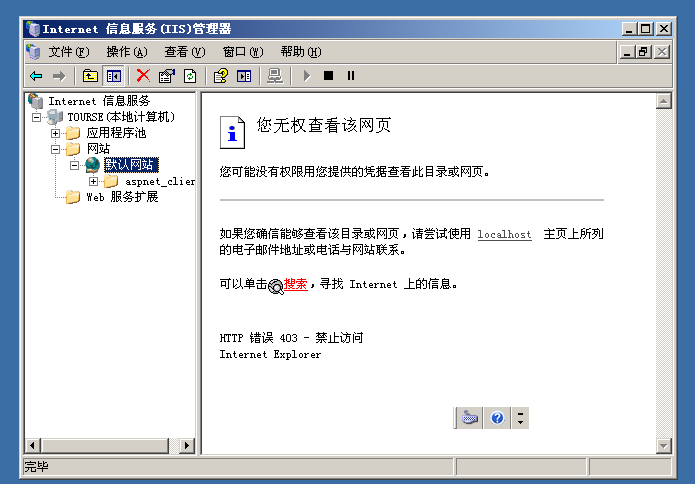 Internet 信息服务(IIS)管理器
文件(F) 操作(A) 查看(V) 窗口(W) 帮助(H)
Internet 信息服务
TOURSE(本地计算机)
应用程序池
网站
默认网站
aspnet_clien
Web 服务扩展
您无权查看该网页
您可能没有权限用您提供的凭据查看此目录或网页。
如果您确信能够查看该目录或网页,请尝试使用 localhost 主页上所列
的电子邮件地址或电话与网站联系。
可以单击搜索,寻找 Internet 上的信息。
HTTP 错误 403 - 禁止访问
Internet Explorer
完毕